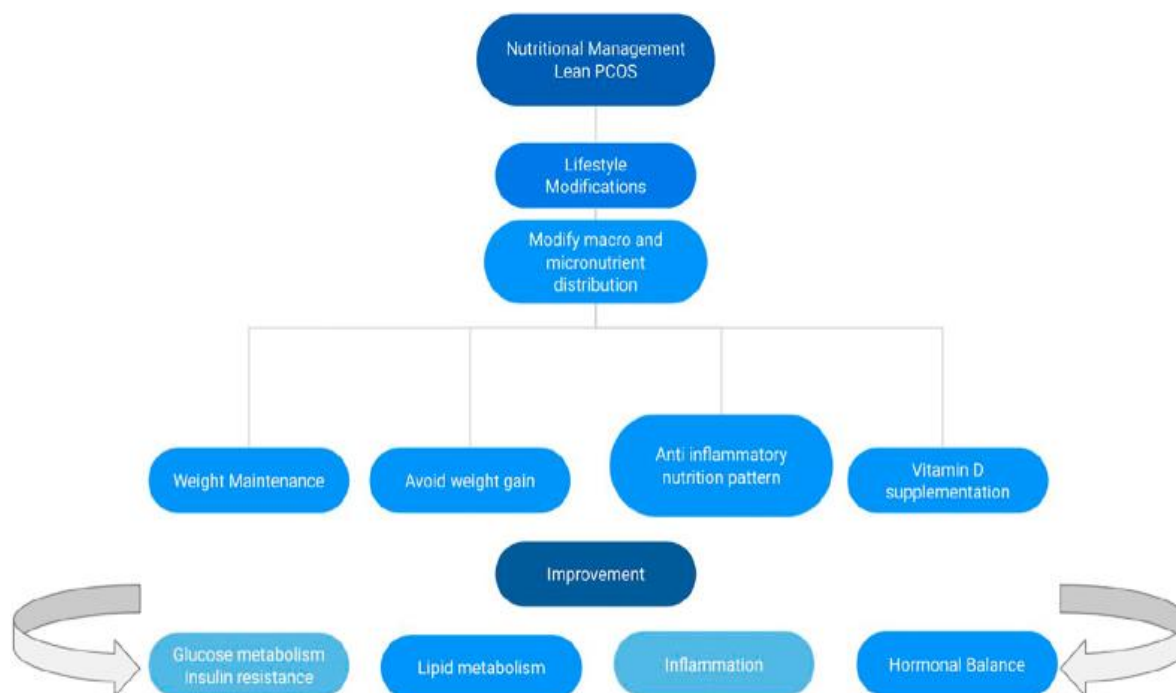 Nutritional Management
Lean PCOS
Lifestyle
Modifications
Modify macro and
micronutrient
distribution
Weight Maintenance
Avoid weight gain
Anti inflammatory
nutrition pattern
Vitamin D
supplementation
Improvement
Glucose metabolism
Insulin resistance
Lipid metabolism
Inflammation
Hormonal Balance